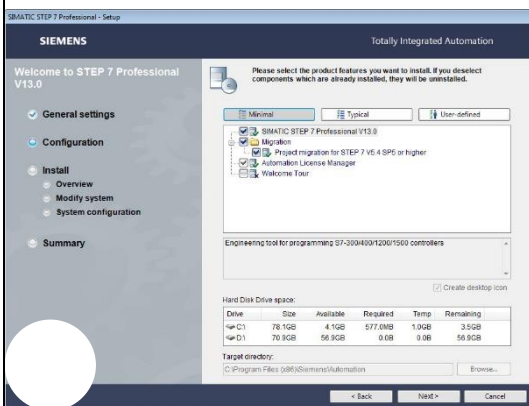 SIMATIC STEP 7 Professional - Setup
SIEMENS
Totally Integrated Automation
Welcome to STEP 7 Professional
V13.0
General settings
Configuration
Install
Overview
Modify system
System configuration
Summary
Please select the product features you want to install. If you deselect
components which are already installed, they will be uninstalled.
Minimal Typical User-defined
SIMATIC STEP 7 Professional V13.0
Migration
Project migration for STEP 7 V5.4 SP5 or higher
Automation License Manager
Welcome Tour
Engineering tool for programming S7-300/400/1200/1500 controllers
Create desktop icon
Hard Disk Drive space:
Drive Size Available Required Temp Remaining
C:\ 78.1GB 4.1GB 577.0MB 1.0GB 3.5GB
D:\ 70.9GB 56.9GB 0.0B 0.0B 56.9GB
Target directory:
C:\Program Files (x86)\Siemens\Automation Browse...
< Back Next > Cancel